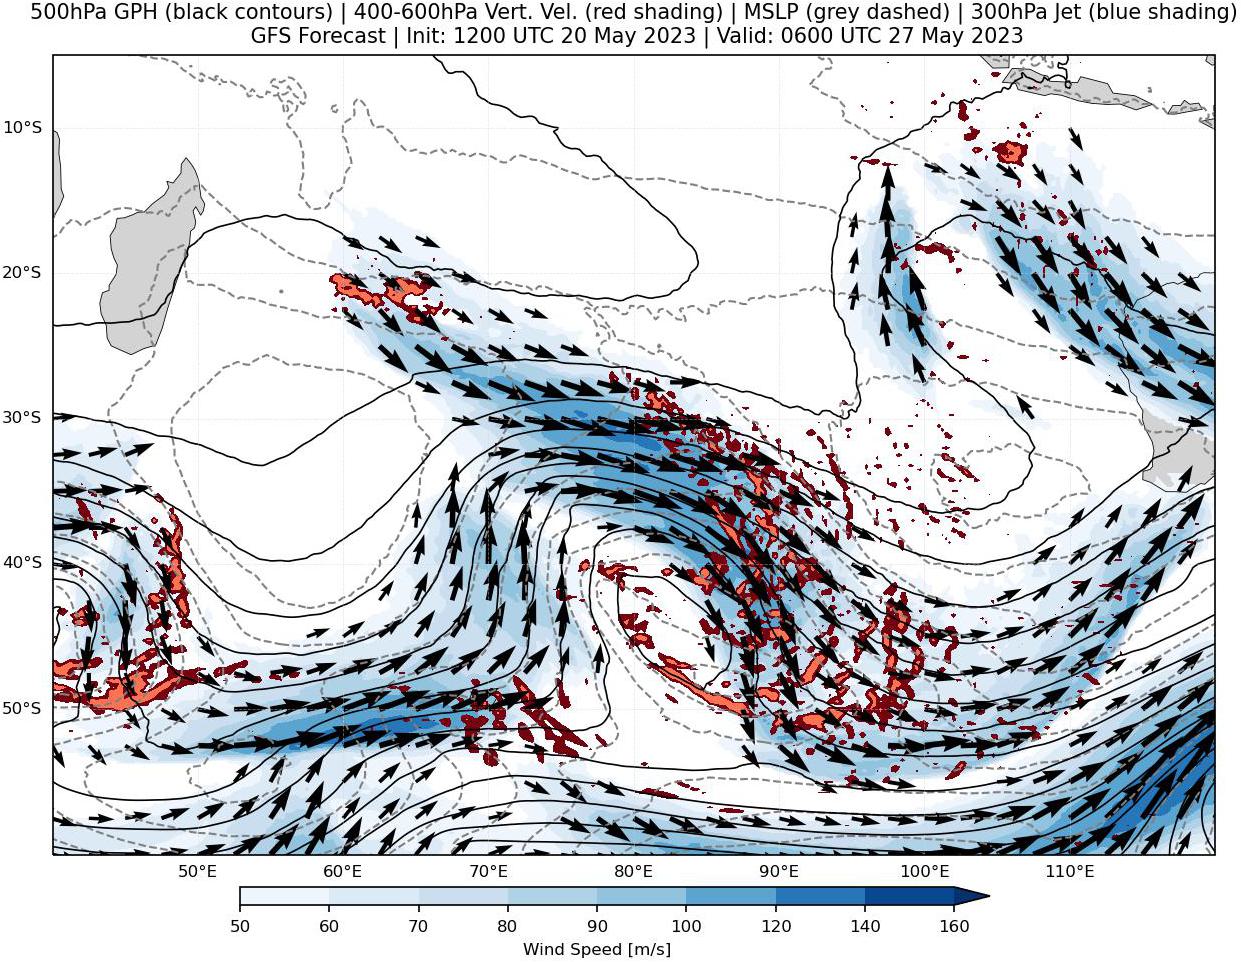 500hPa GPH (black contours) | 400-600hPa Vert. Vel. (red shading) | MSLP (grey dashed) | 300hPa Jet (blue shading)
GFS Forecast | Init: 1200 UTC 20 May 2023 | Valid: 0600 UTC 27 May 2023
10°S
20°S
30°S
40°S
50°S
50°E 60°E 70°E 80°E 90°E 100°E 110°E
50 60 70 80 90 100 120 140 160
Wind Speed [m/s]